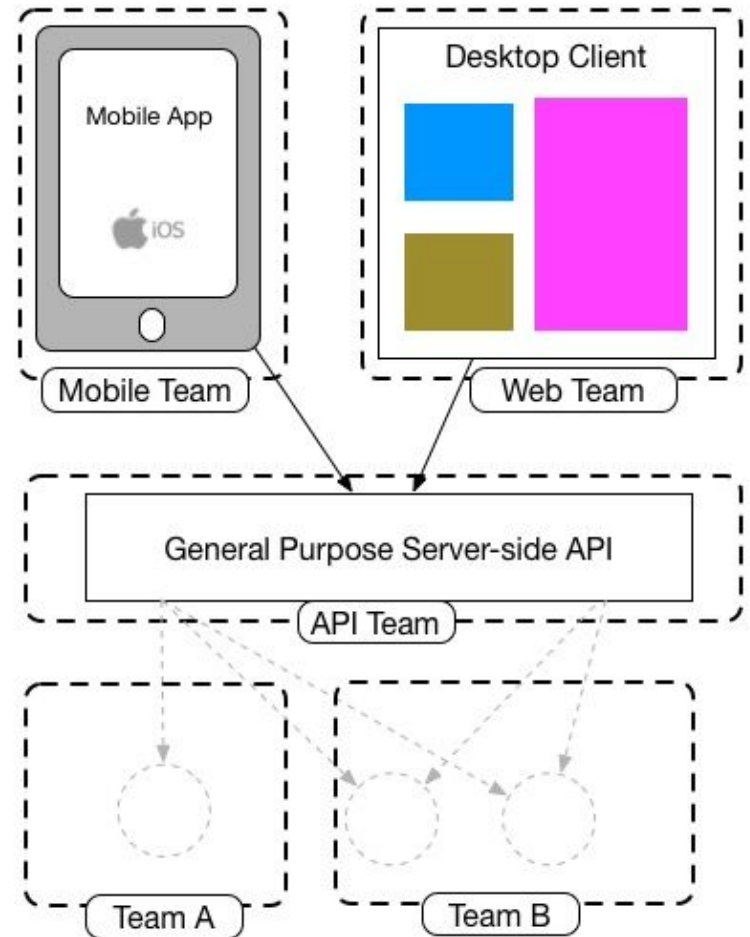 Desktop Client
Mobile App
iOS
Mobile Team
Web Team
General Purpose Server-side API
API Team
Team A
Team B